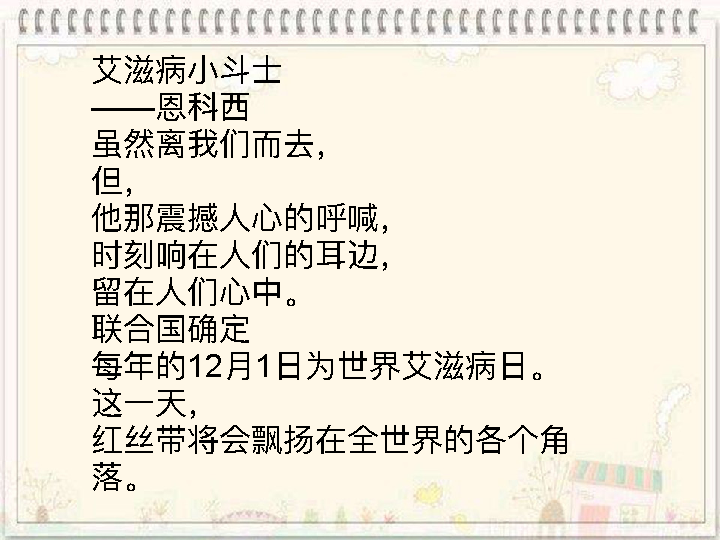 艾滋病小斗士
——恩科西
虽然离我们而去，
但，
他那震撼人心的呼喊，
时刻响在人们的耳边，
留在人们心中。
联合国确定
每年的12月1日为世界艾滋病日。
这一天，
红丝带将会飘扬在全世界的各个角
落。